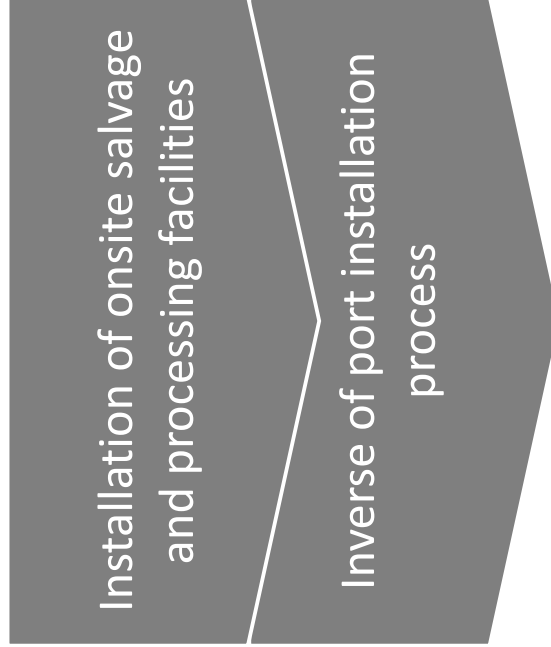 Installation of onsite salvage
and processing facilities
Inverse of port installation
process